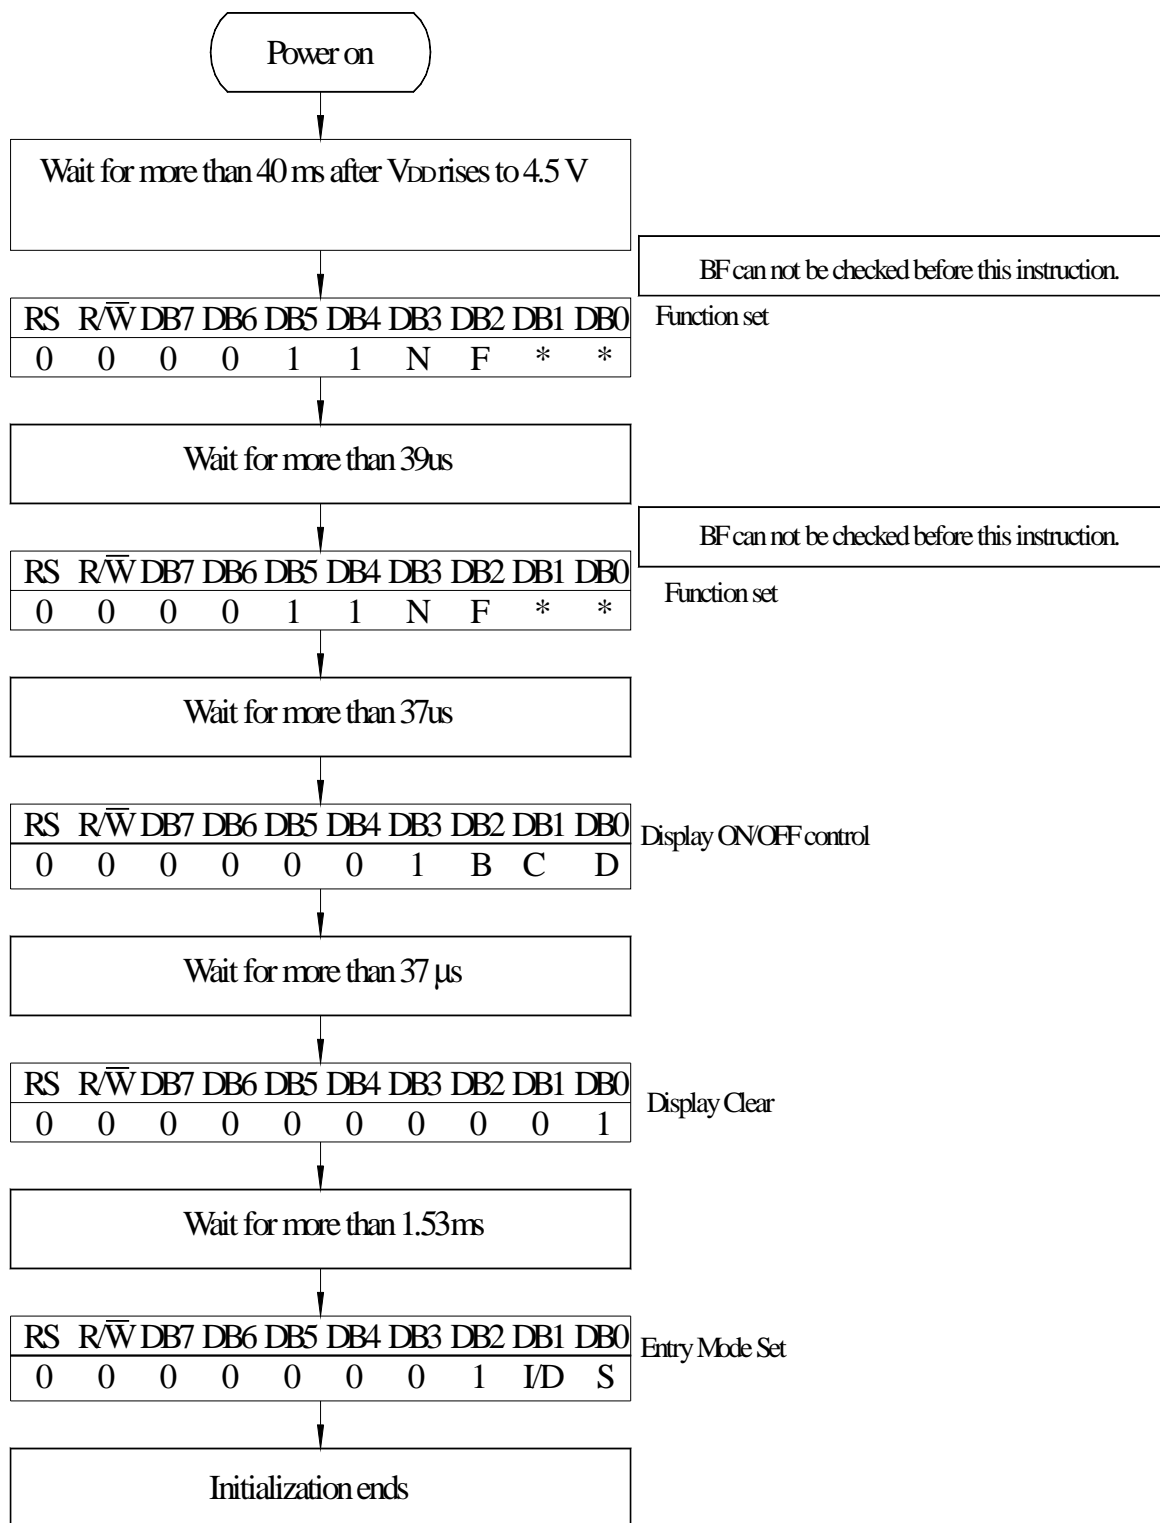 Power on
Wait for more than 40 ms after VDD rises to 4.5 V
BF can not be checked before this instruction.
RS R/W̅ DB7 DB6 DB5 DB4 DB3 DB2 DB1 DB0
Function set
0 0 0 0 1 1 N F * *
Wait for more than 39us
BF can not be checked before this instruction.
RS R/W̅ DB7 DB6 DB5 DB4 DB3 DB2 DB1 DB0
Function set
0 0 0 0 1 1 N F * *
Wait for more than 37us
RS R/W̅ DB7 DB6 DB5 DB4 DB3 DB2 DB1 DB0
Display ON/OFF control
0 0 0 0 0 0 1 B C D
Wait for more than 37 µs
RS R/W̅ DB7 DB6 DB5 DB4 DB3 DB2 DB1 DB0
Display Clear
0 0 0 0 0 0 0 0 0 1
Wait for more than 1.53ms
RS R/W̅ DB7 DB6 DB5 DB4 DB3 DB2 DB1 DB0
Entry Mode Set
0 0 0 0 0 0 0 1 I/D S
Initialization ends